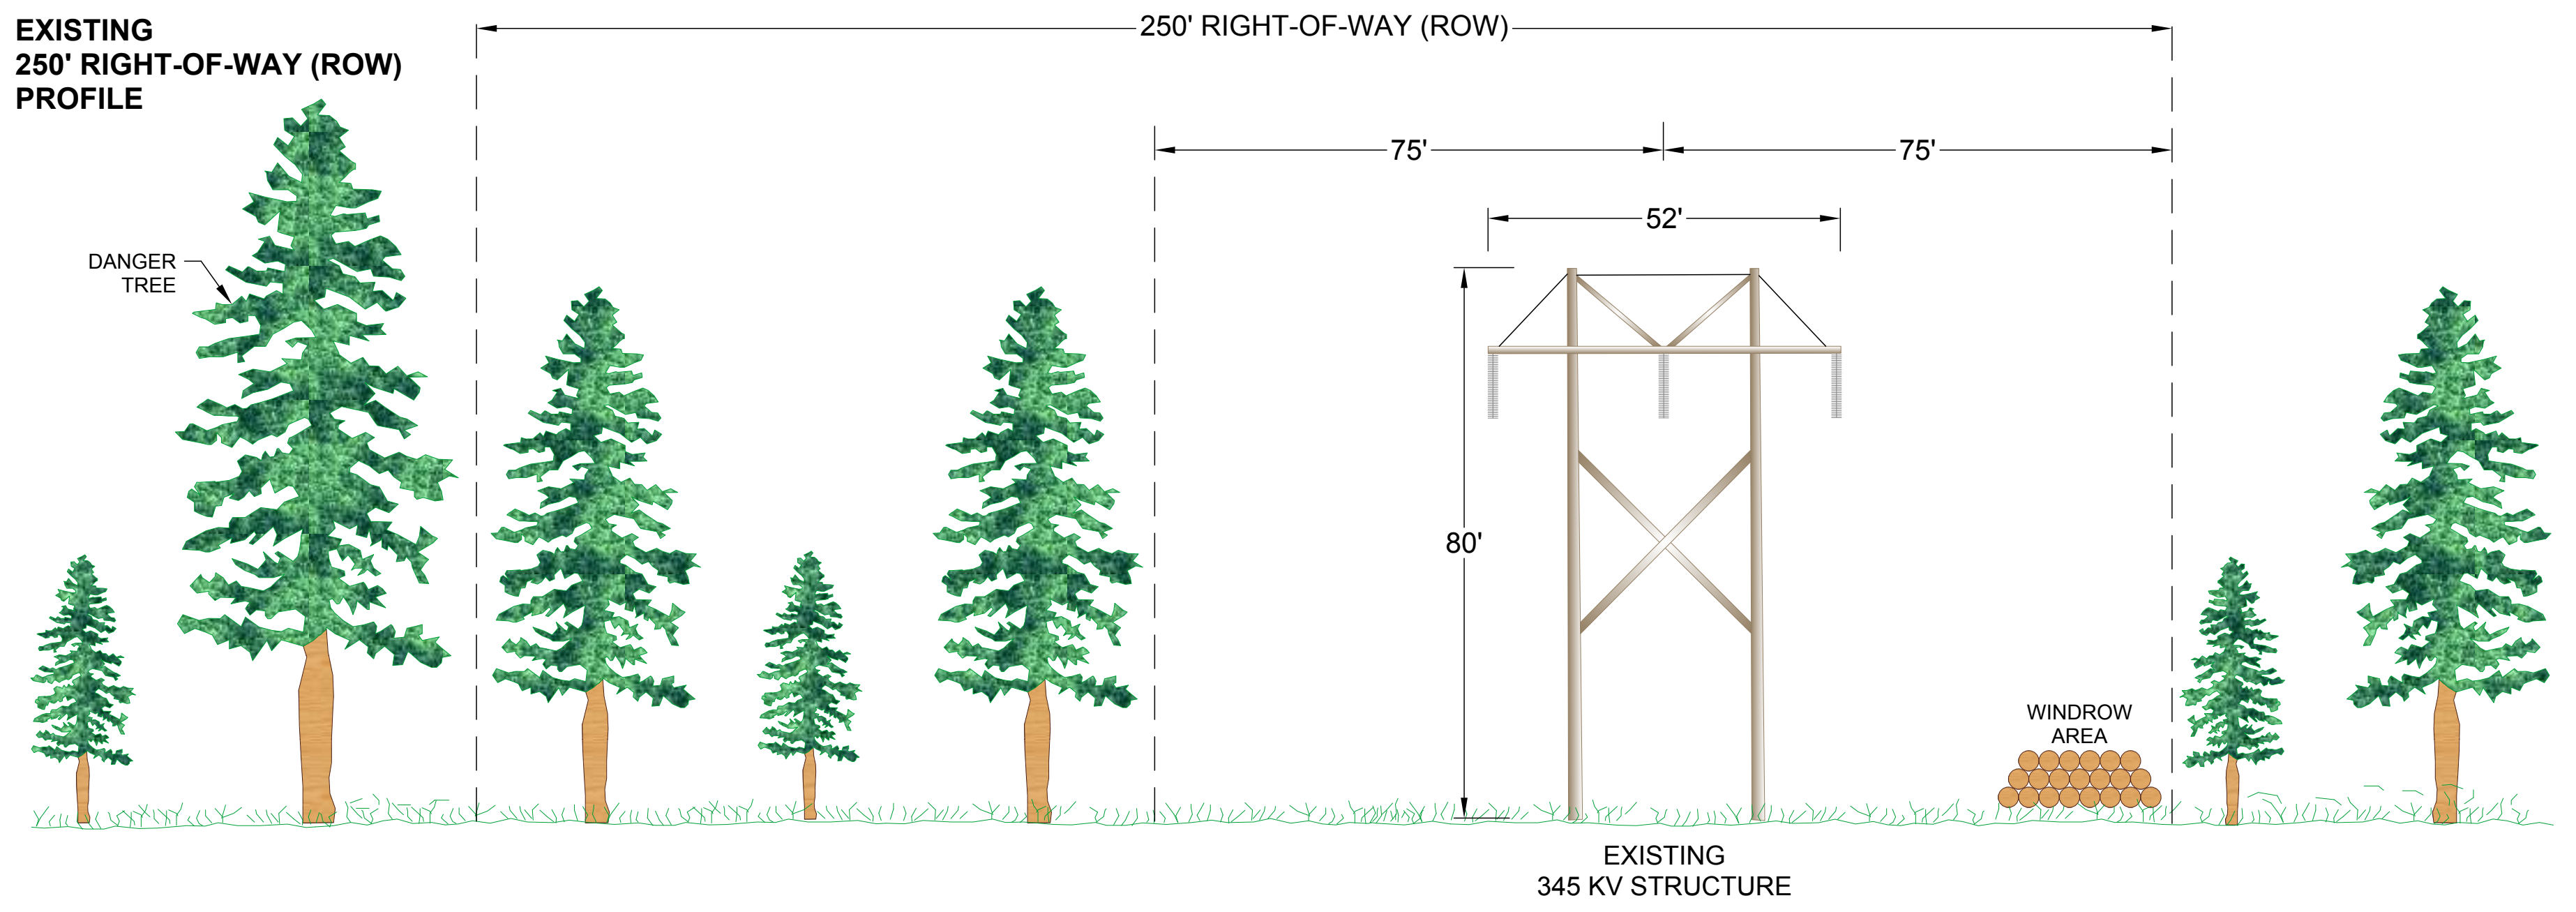 EXISTING
250' RIGHT-OF-WAY (ROW)
PROFILE
250' RIGHT-OF-WAY (ROW)
75'
75'
52'
DANGER
TREE
80'
WINDROW
AREA
EXISTING
345 KV STRUCTURE